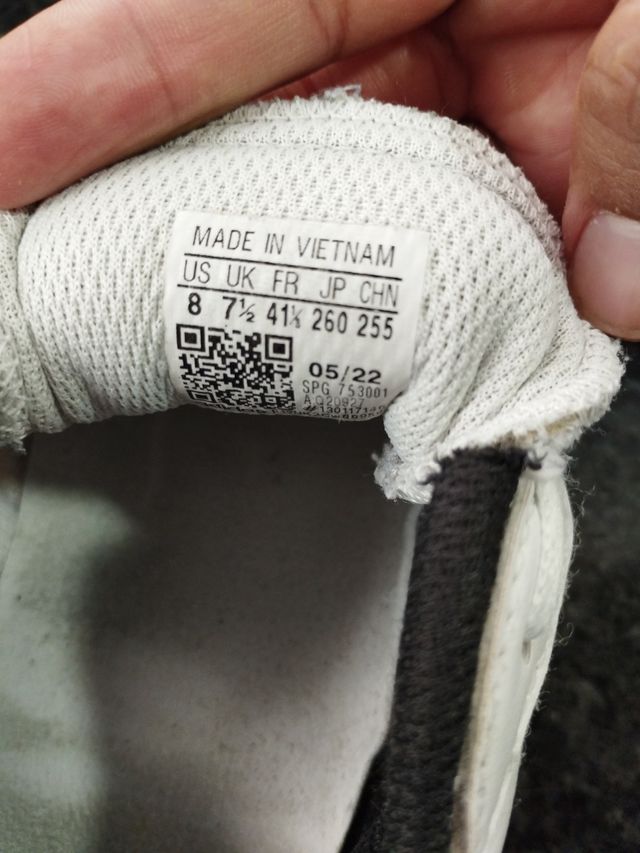 MADE IN VIETNAM
US UK FR JP CHN
8 7½ 41⅓ 260 255
05/22
SPG 753001